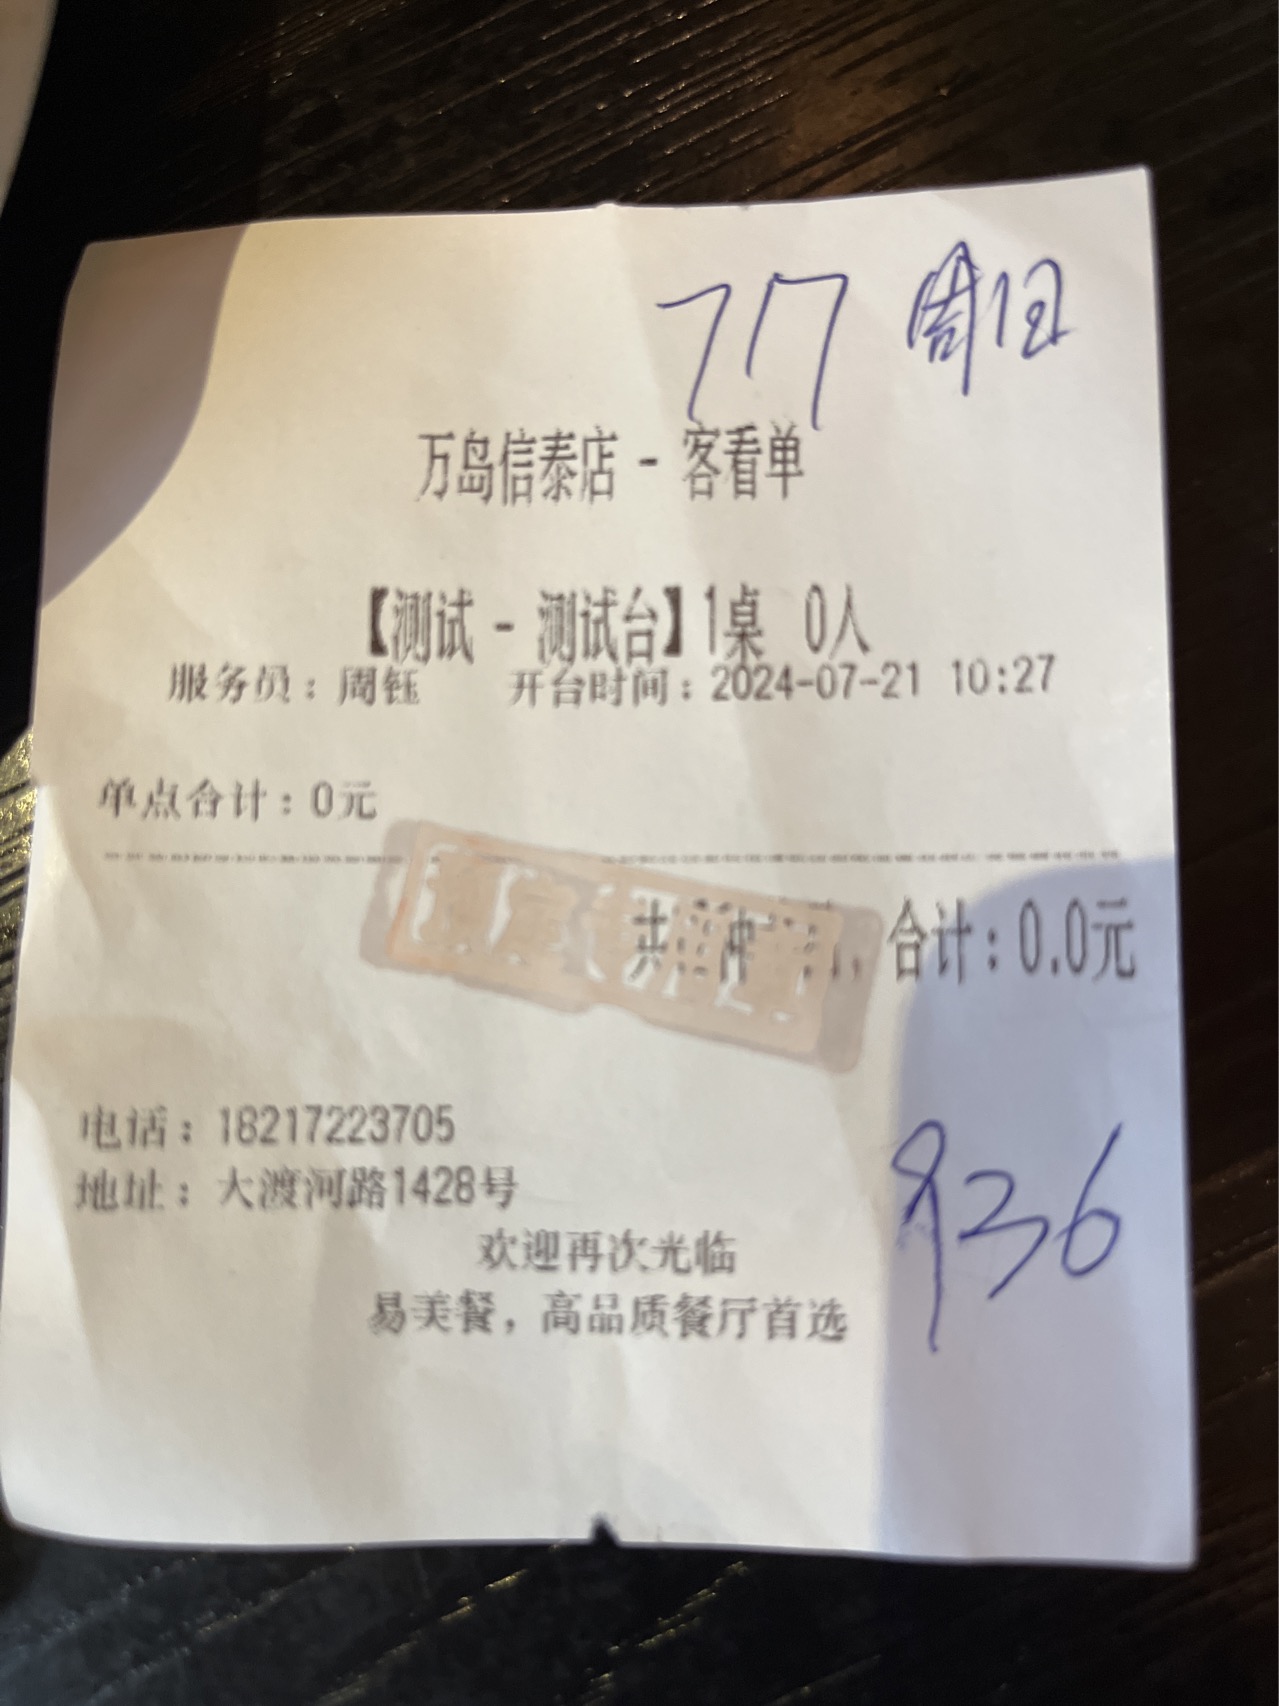 717
万岛信泰店 - 客看单
【测试 - 测试台】1桌 0人
服务员：周钰 开台时间：2024-07-21 10:27
单点合计：0元
共 合计：0.0元
电话：18217223705
地址：大渡河路1428号
936
欢迎再次光临
易美餐，高品质餐厅首选